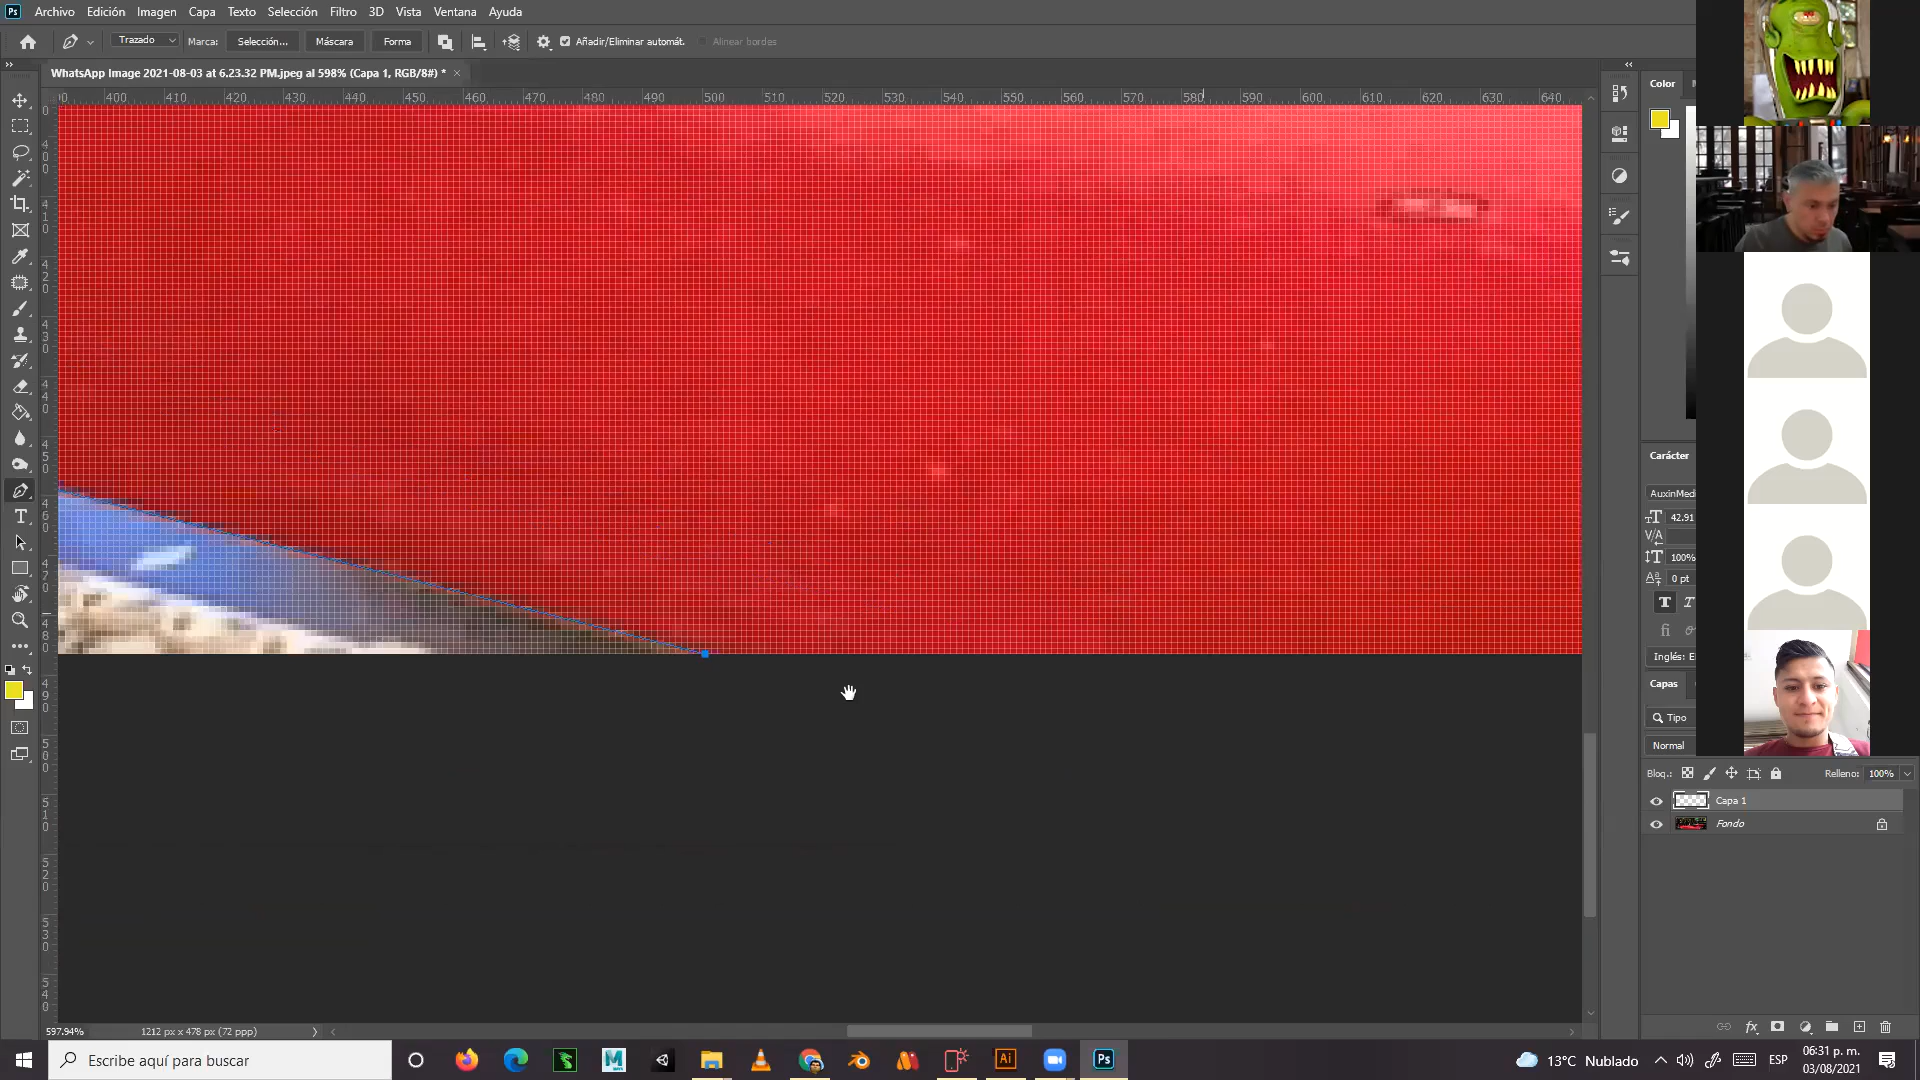 Ps Archivo Edición Imagen Capa Texto Selección Filtro 3D Vista Ventana Ayuda
Trazado Marca: Selección... Máscara Forma Añadir/Eliminar automát. Alinear bordes
WhatsApp Image 2021-08-03 at 6.23.32 PM.jpeg al 598% (Capa 1, RGB/8#) *
400 410 420 430 440 450 460 470 480 490 500 510 520 530 540 550 560 570 580 590 600 610 620 630 640
Color
Carácter
AuxinMedi
42.91
100%
0 pt
T T
fi
Inglés: E
Capas
Tipo
Normal
Bloq.: Relleno: 100%
Capa 1
Fondo
fx
597.94% 1212 px x 478 px (72 ppp)
Escribe aquí para buscar
Ai Ps
13°C Nublado ESP
06:31 p. m.
03/08/2021